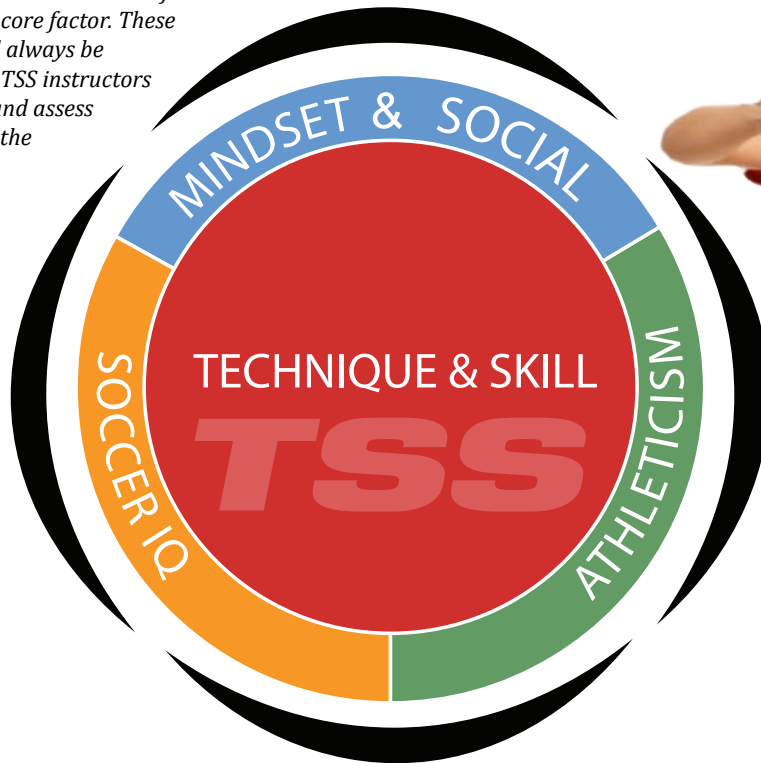 core factor. These
always be
TSS instructors
and assess
the
MINDSET & SOCIAL
SOCCER IQ
ATHLETICISM
TECHNIQUE & SKILL
TSS